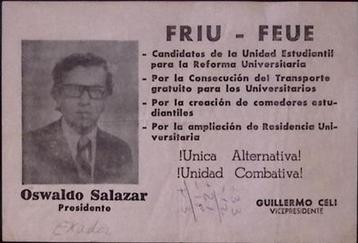 FRIU - FEUE
- Candidatos de la Unidad Estudiantil
para la Reforma Universitaria
- Por la Consecución del Transporte
gratuito para los Universitarios
- Por la creación de comedores estu-
diantiles
- Por la ampliación de Residencia Uni-
versitaria
!Unica Alternativa!
!Unidad Combativa!
Oswaldo Salazar
Presidente
GUILLERMO CELI
VICEPRESIDENTE